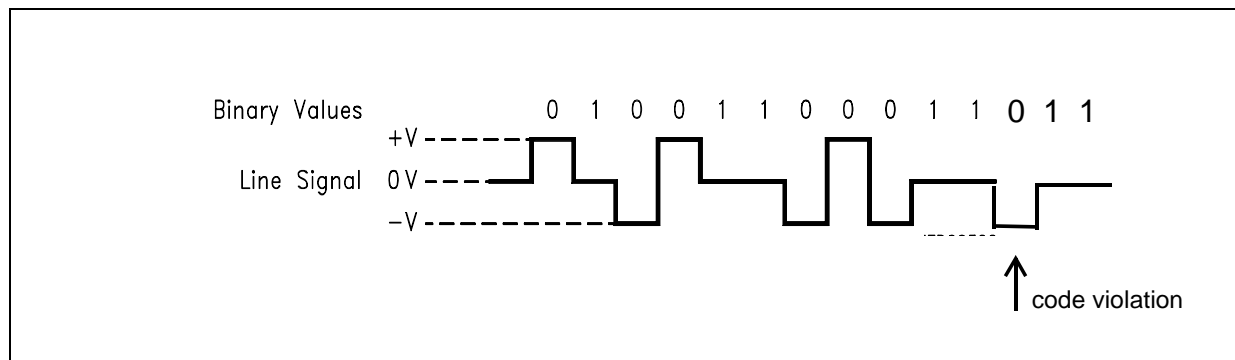 Binary Values 0 1 0 0 1 1 0 0 0 1 1 0 1 1
+V
Line Signal 0V
-V
code violation